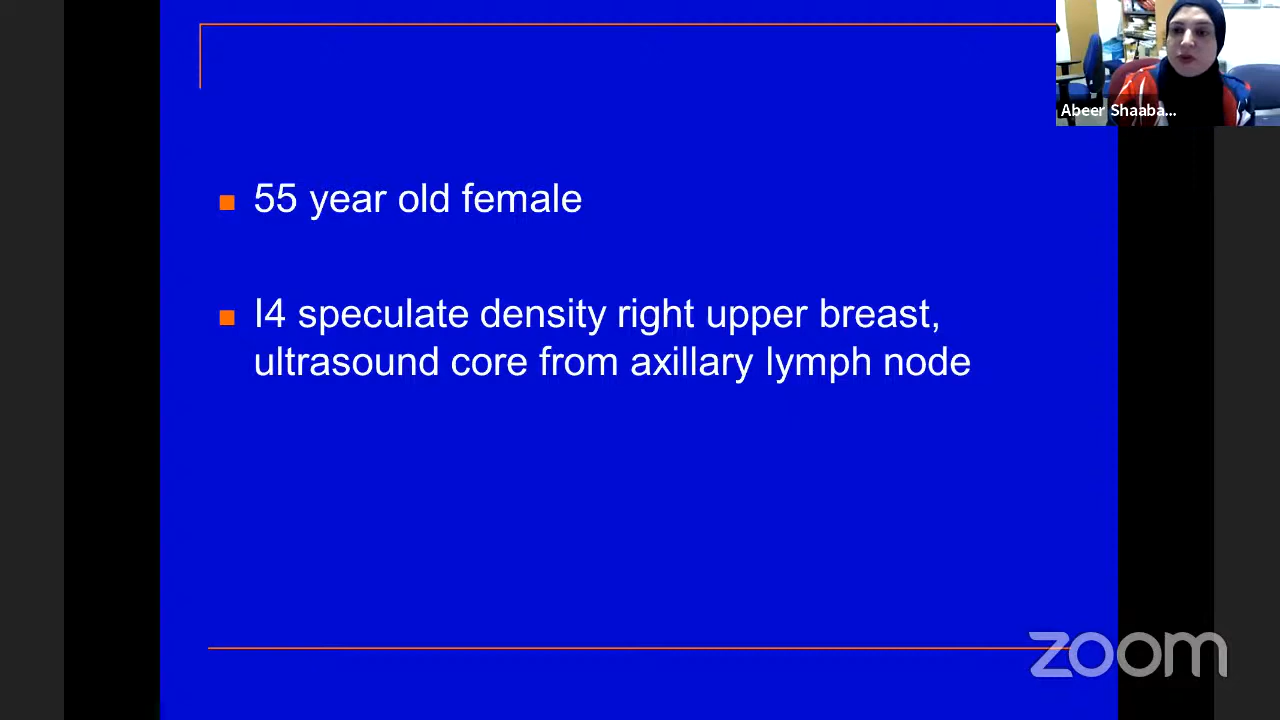 Abeer Shaaba...
55 year old female
I4 speculate density right upper breast,
ultrasound core from axillary lymph node
zoom